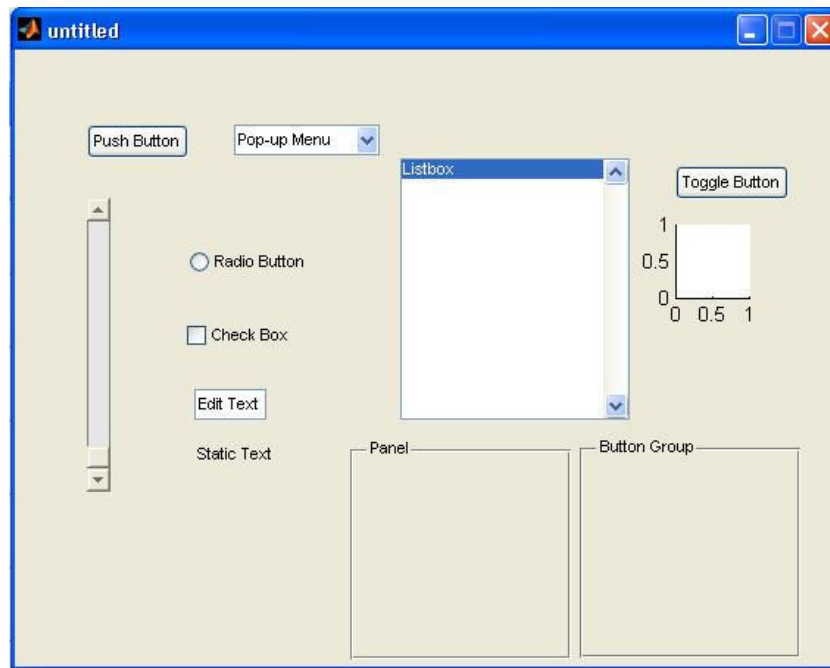 untitled
Push Button
Pop-up Menu
Listbox
Toggle Button
1
0.5
0
0 0.5 1
Radio Button
Check Box
Edit Text
Static Text
Panel
Button Group